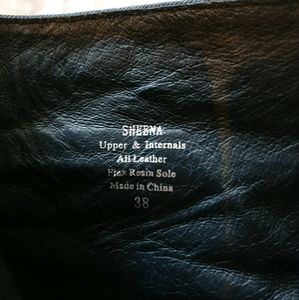 SHEENA
Upper & Internals
All Leather
Flex Resin Sole
Made in China
38